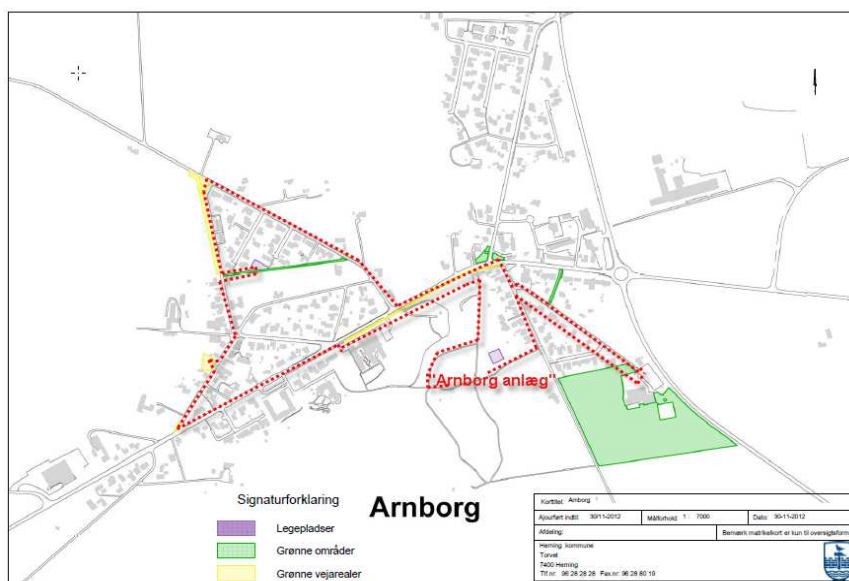 "Arnborg anlæg"
Signaturforklaring
Arnborg
Legepladser
Grønne områder
Grønne vejarealer
Korttitel: Arnborg
Ajourført indtil: 30/11-2012 Målforhold 1 : 7000 Dato: 30-11-2012
Afdeling: Bemærk matrikelkort er kun til oversigtsform
Herning kommune
Torvet
7400 Herning
Tlf.nr: 96 28 28 28 Fax.nr: 96 28 80 19